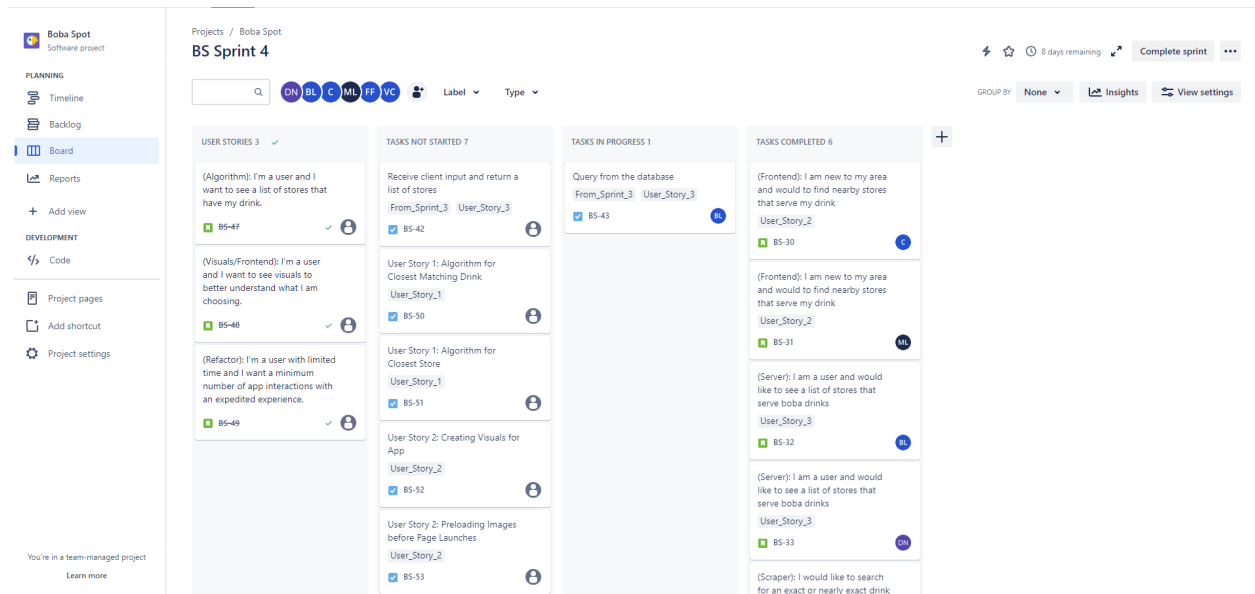 Boba Spot
Software project
PLANNING
Timeline
Backlog
Board
Reports
Add view
DEVELOPMENT
Code
Project pages
Add shortcut
Project settings
You're in a team-managed project
Learn more
Projects / Boba Spot
BS Sprint 4
8 days remaining
Complete sprint
DN BL C ML FF VC
Label
Type
GROUP BY
None
Insights
View settings
USER STORIES 3
(Algorithm): I'm a user and I
want to see a list of stores that
have my drink.
BS-47
(Visuals/Frontend): I'm a user
and I want to see visuals to
better understand what I am
choosing.
BS-48
(Refactor): I'm a user with limited
time and I want a minimum
number of app interactions with
an expedited experience.
BS-49
TASKS NOT STARTED 7
Receive client input and return a
list of stores
From_Sprint_3 User_Story_3
BS-42
User Story 1: Algorithm for
Closest Matching Drink
User_Story_1
BS-50
User Story 1: Algorithm for
Closest Store
User_Story_1
BS-51
User Story 2: Creating Visuals for
App
User_Story_2
BS-52
User Story 2: Preloading Images
before Page Launches
User_Story_2
BS-53
TASKS IN PROGRESS 1
Query from the database
From_Sprint_3 User_Story_3
BS-43 BL
TASKS COMPLETED 6
(Frontend): I am new to my area
and would to find nearby stores
that serve my drink
User_Story_2
BS-30 C
(Frontend): I am new to my area
and would to find nearby stores
that serve my drink
User_Story_2
BS-31 ML
(Server): I am a user and would
like to see a list of stores that
serve boba drinks
User_Story_3
BS-32 BL
(Server): I am a user and would
like to see a list of stores that
serve boba drinks
User_Story_3
BS-33 DN
(Scraper): I would like to search
for an exact or nearly exact drink